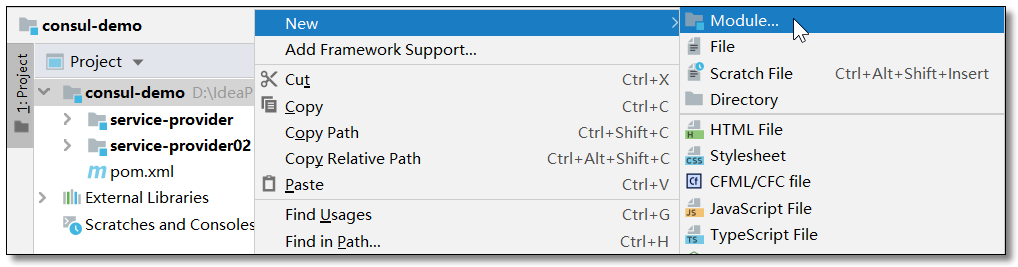 consul-demo
1: Project
Project
consul-demo D:\IdeaP
service-provider
service-provider02
pom.xml
External Libraries
Scratches and Consoles
New
Add Framework Support...
Cut Ctrl+X
Copy Ctrl+C
Copy Path Ctrl+Shift+C
Copy Relative Path Ctrl+Alt+Shift+C
Paste Ctrl+V
Find Usages Ctrl+G
Find in Path... Ctrl+H
Module...
File
Scratch File Ctrl+Alt+Shift+Insert
Directory
HTML File
Stylesheet
CFML/CFC file
JavaScript File
TypeScript File